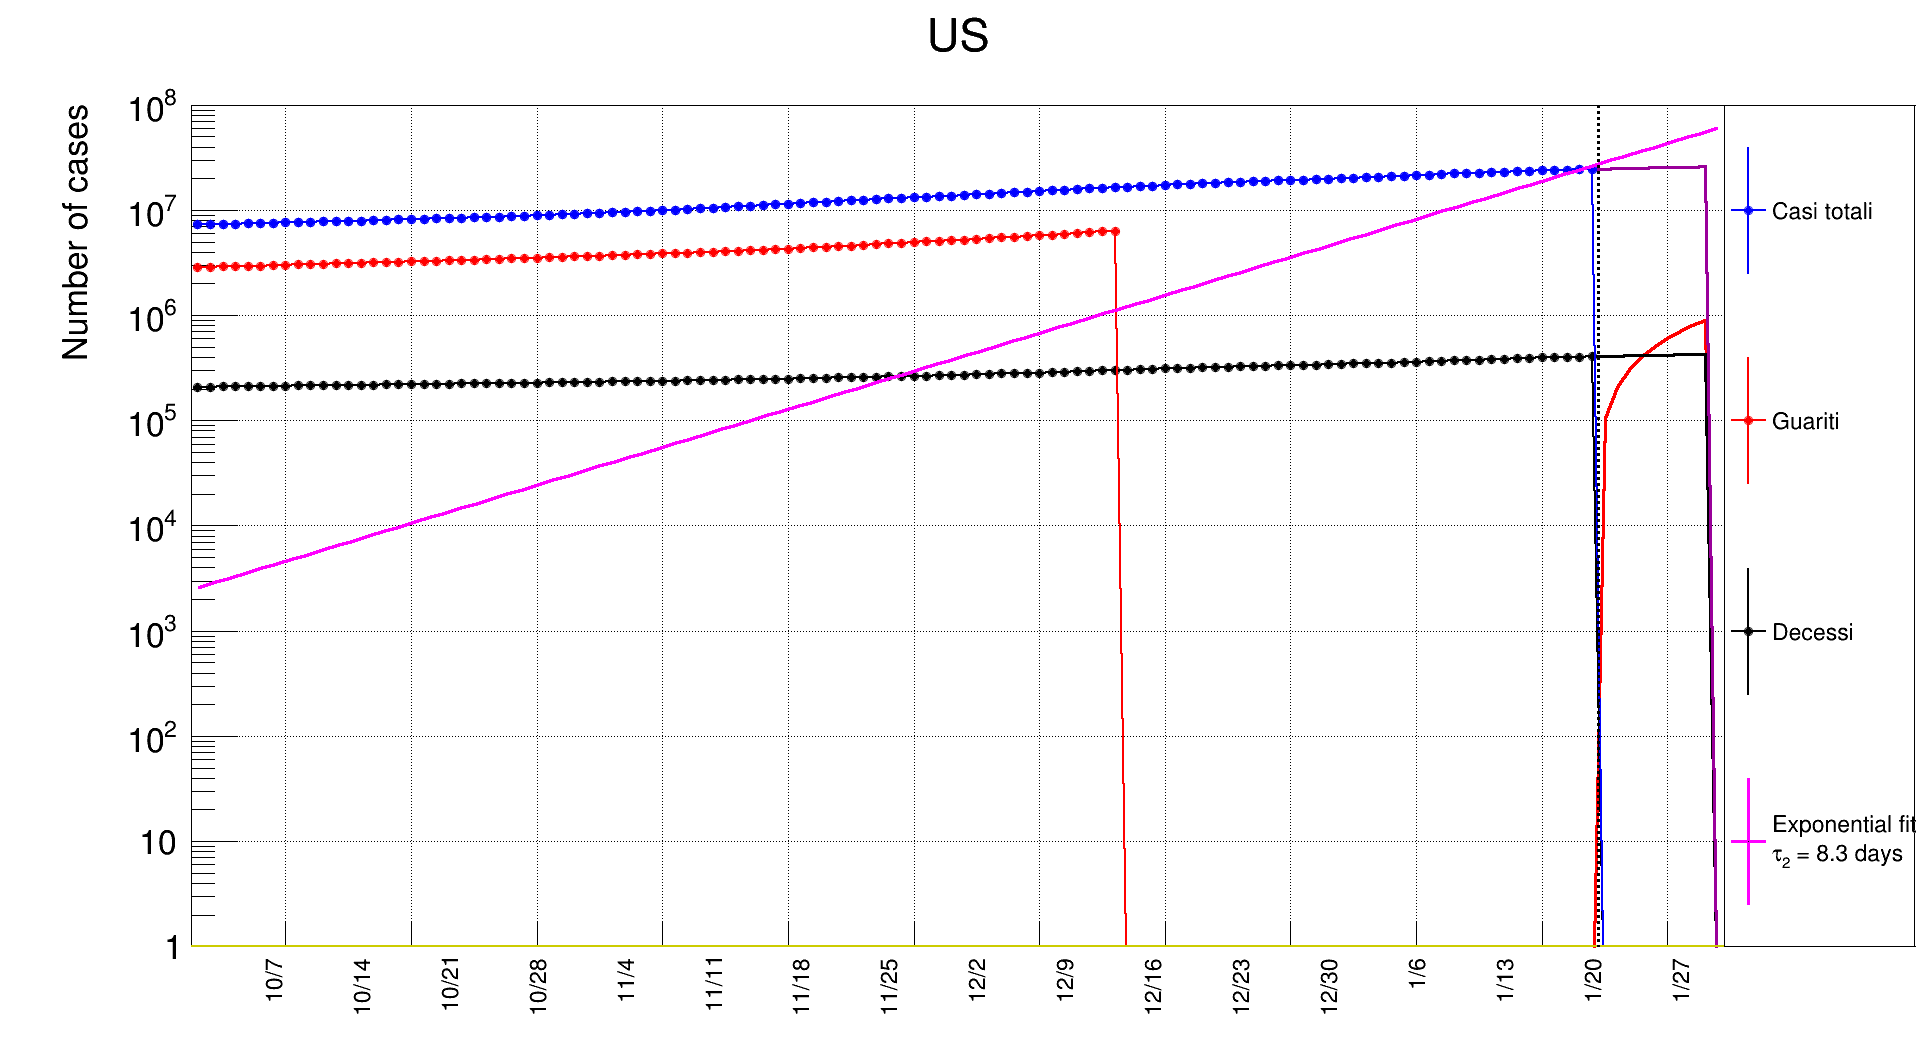 US
Number of cases
10^8
10^7
10^6
10^5
10^4
10^3
10^2
10
1
10/7 10/14 10/21 10/28 11/4 11/11 11/18 11/25 12/2 12/9 12/16 12/23 12/30 1/6 1/13 1/20 1/27
Casi totali
Guariti
Decessi
Exponential fit
τ₂ = 8.3 days